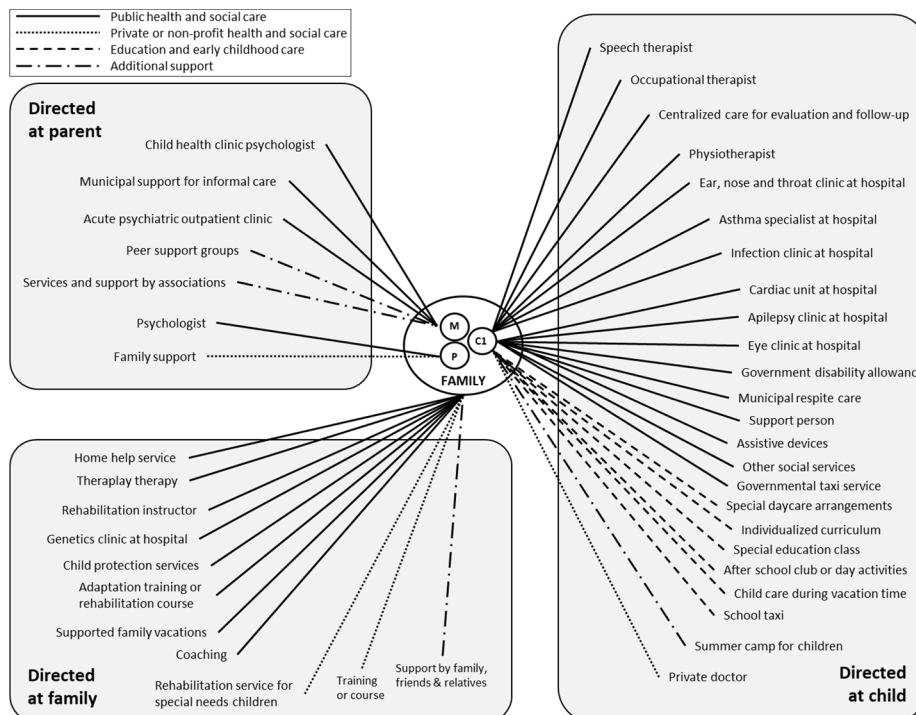 Public health and social care
Private or non-profit health and social care
Education and early childhood care
Additional support
Directed
at parent
Child health clinic psychologist
Municipal support for informal care
Acute psychiatric outpatient clinic
Peer support groups
Services and support by associations
Psychologist
Family support
M
C1
P
FAMILY
Speech therapist
Occupational therapist
Centralized care for evaluation and follow-up
Physiotherapist
Ear, nose and throat clinic at hospital
Asthma specialist at hospital
Infection clinic at hospital
Cardiac unit at hospital
Apilepsy clinic at hospital
Eye clinic at hospital
Government disability allowanc
Municipal respite care
Support person
Assistive devices
Other social services
Governmental taxi service
Special daycare arrangements
Individualized curriculum
Special education class
After school club or day activities
Child care during vacation time
School taxi
Summer camp for children
Private doctor
Directed
at child
Home help service
Theraplay therapy
Rehabilitation instructor
Genetics clinic at hospital
Child protection services
Adaptation training or
rehabilitation course
Supported family vacations
Coaching
Rehabilitation service for
special needs children
Training
or course
Support by family,
friends & relatives
Directed
at family